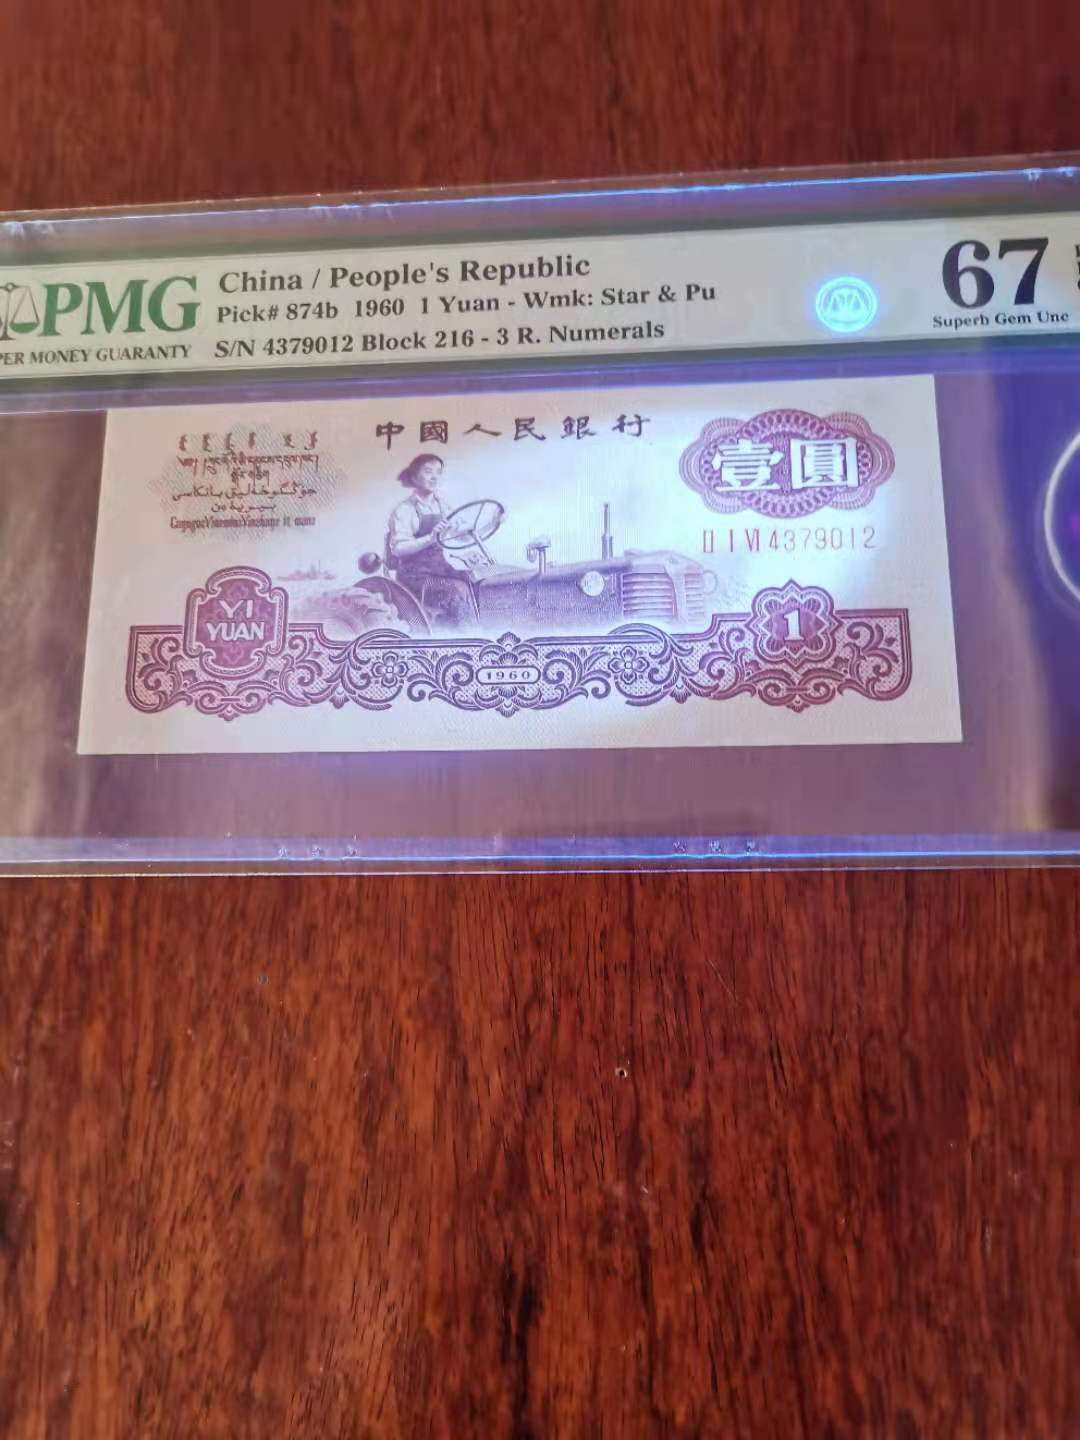 PMG
PER MONEY GUARANTY
China / People's Republic
Pick# 874b 1960 1 Yuan - Wmk: Star & Pu
S/N 4379012 Block 216 - 3 R. Numerals
67
Superb Gem Unc
中國人民銀行
壹圓
II I VI 4379012
YI
YUAN
1960
1